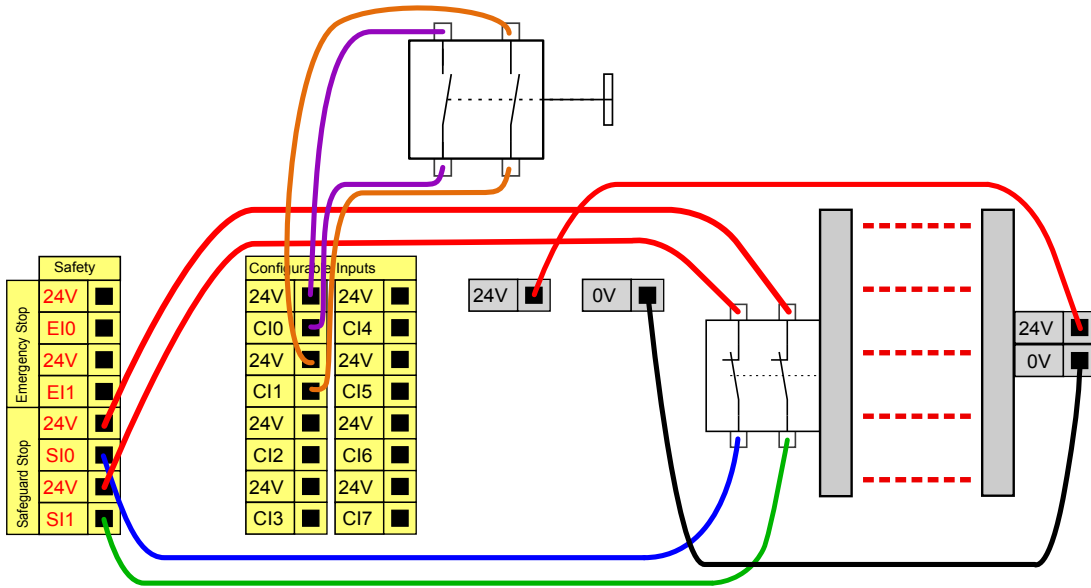 Safety
Emergency Stop
24V
EI0
24V
EI1
Safeguard Stop
24V
SI0
24V
SI1
Configurable Inputs
24V 24V
CI0 CI4
24V 24V
CI1 CI5
24V 24V
CI2 CI6
24V 24V
CI3 CI7
24V
0V
24V
0V